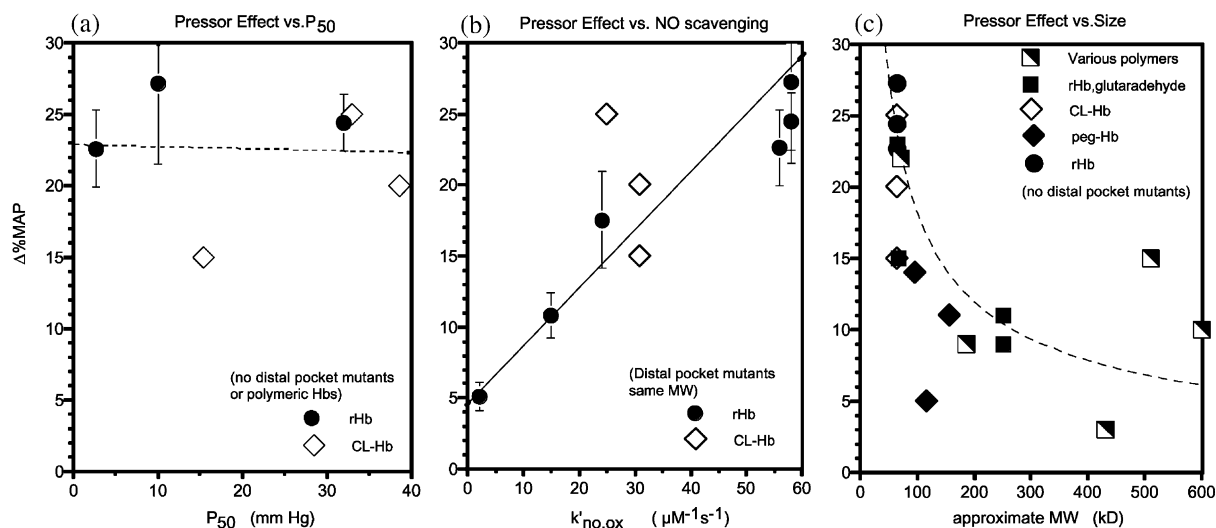 (a)
Pressor Effect vs.P50
30
25
20
15
10
5
0
Δ%MAP
0
10
20
30
40
P50 (mm Hg)
(no distal pocket mutants
or polymeric Hbs)
rHb
CL-Hb
(b)
Pressor Effect vs. NO scavenging
30
25
20
15
10
5
0
0
10
20
30
40
50
60
k'no,ox ( μM-1s-1)
(Distal pocket mutants
same MW)
rHb
CL-Hb
(c)
Pressor Effect vs.Size
30
25
20
15
10
5
0
0
100
200
300
400
500
600
approximate MW (kD)
Various polymers
rHb,glutaradehyde
CL-Hb
peg-Hb
rHb
(no distal pocket mutants)